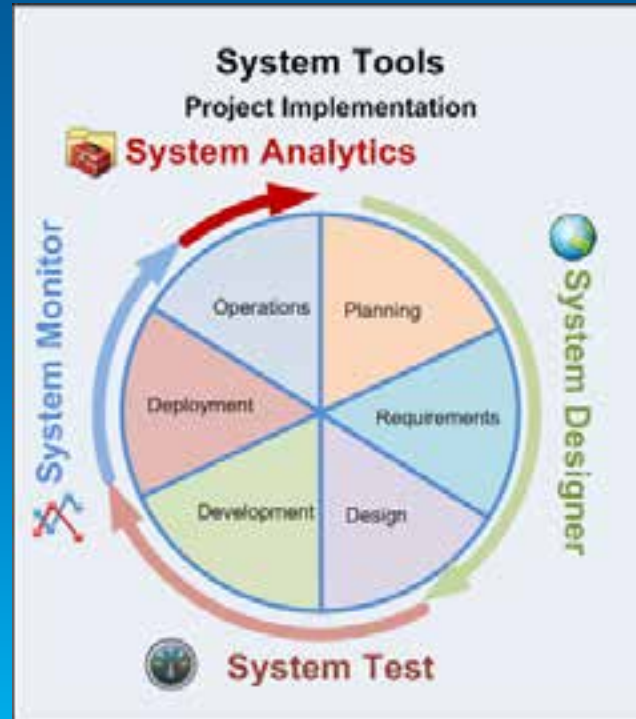 System Tools
Project Implementation
System Analytics
System Monitor
System Designer
Operations
Planning
Deployment
Requirements
Development
Design
System Test